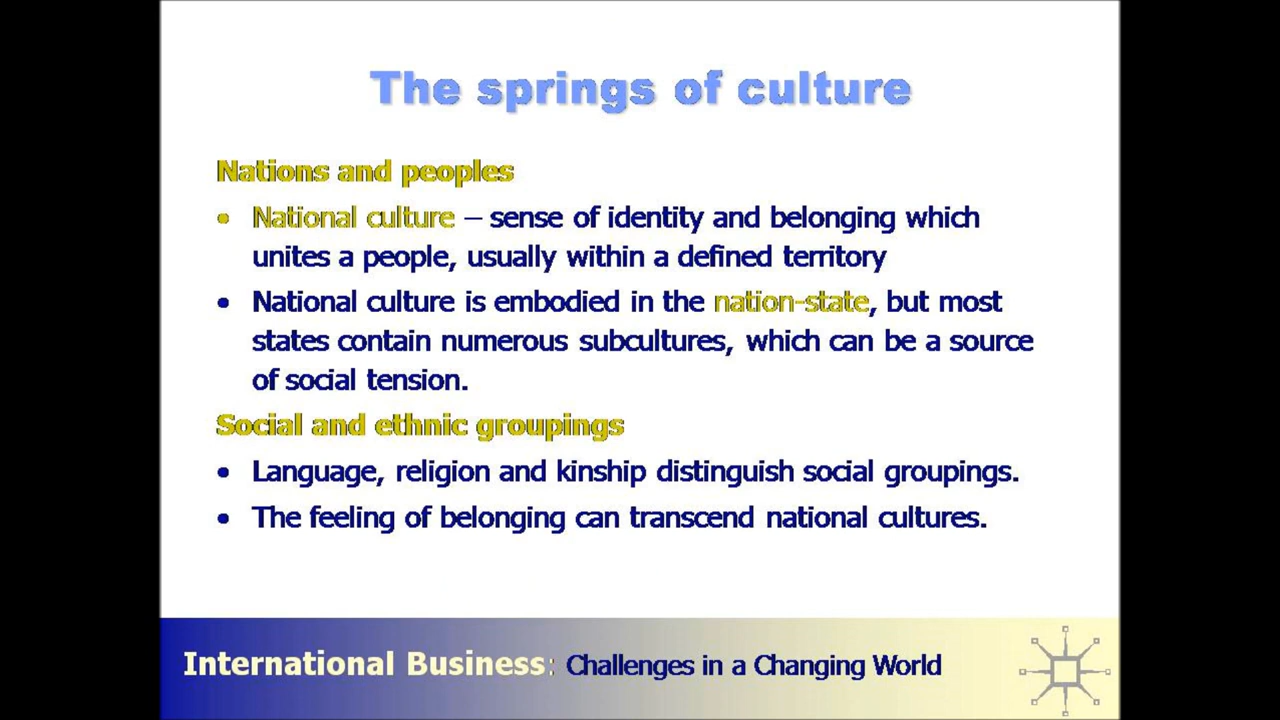 The springs of culture
Nations and peoples
• National culture – sense of identity and belonging which
unites a people, usually within a defined territory
• National culture is embodied in the nation-state, but most
states contain numerous subcultures, which can be a source
of social tension.
Social and ethnic groupings
• Language, religion and kinship distinguish social groupings.
• The feeling of belonging can transcend national cultures.
International Business: Challenges in a Changing World